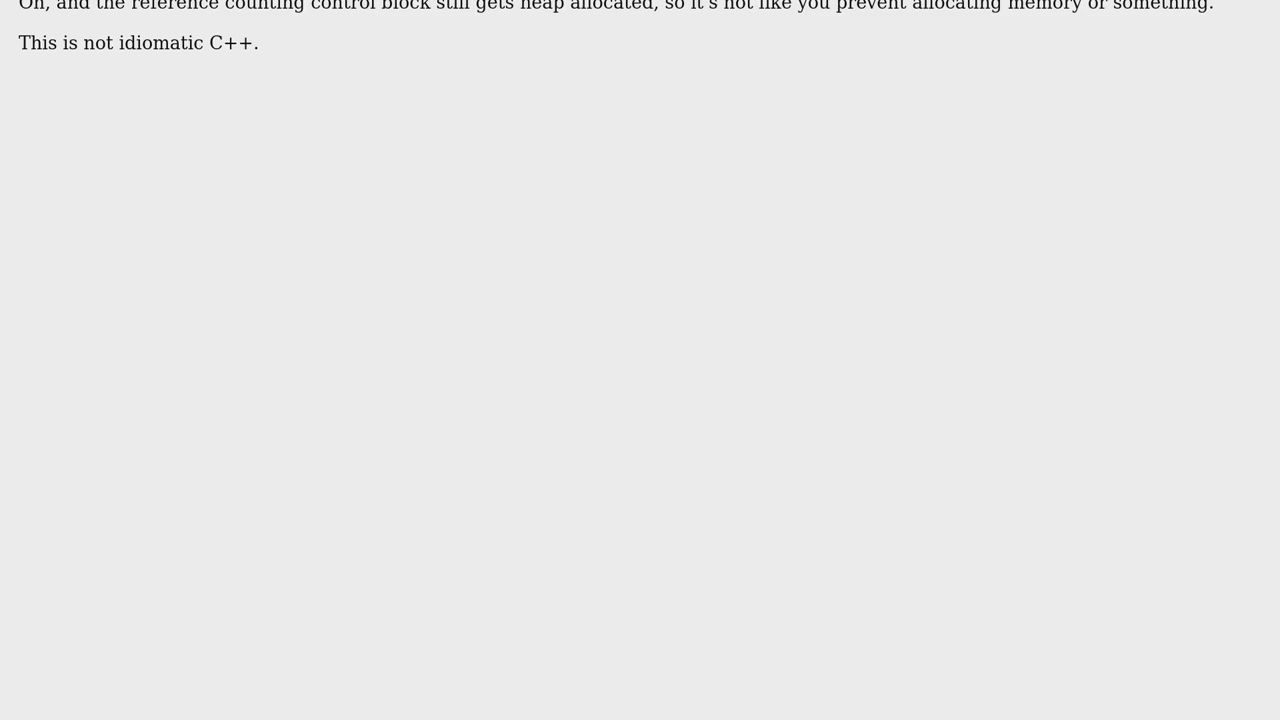 Oh, and the reference counting control block still gets heap allocated, so it's not like you prevent allocating memory or something.
This is not idiomatic C++.